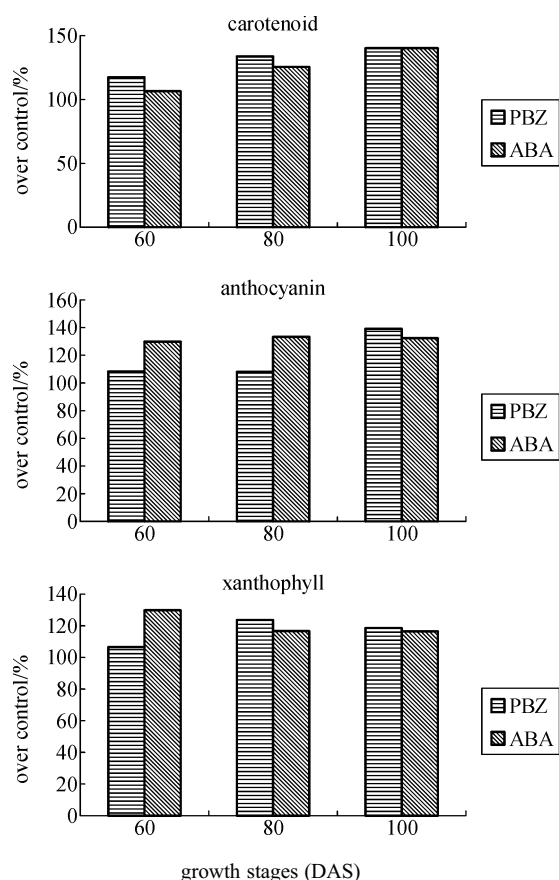 carotenoid
over control/%
150
100
50
0
60 80 100
PBZ
ABA
anthocyanin
over control/%
160
140
120
100
80
60
40
20
0
60 80 100
PBZ
ABA
xanthophyll
over control/%
140
120
100
80
60
40
20
0
60 80 100
PBZ
ABA
growth stages (DAS)